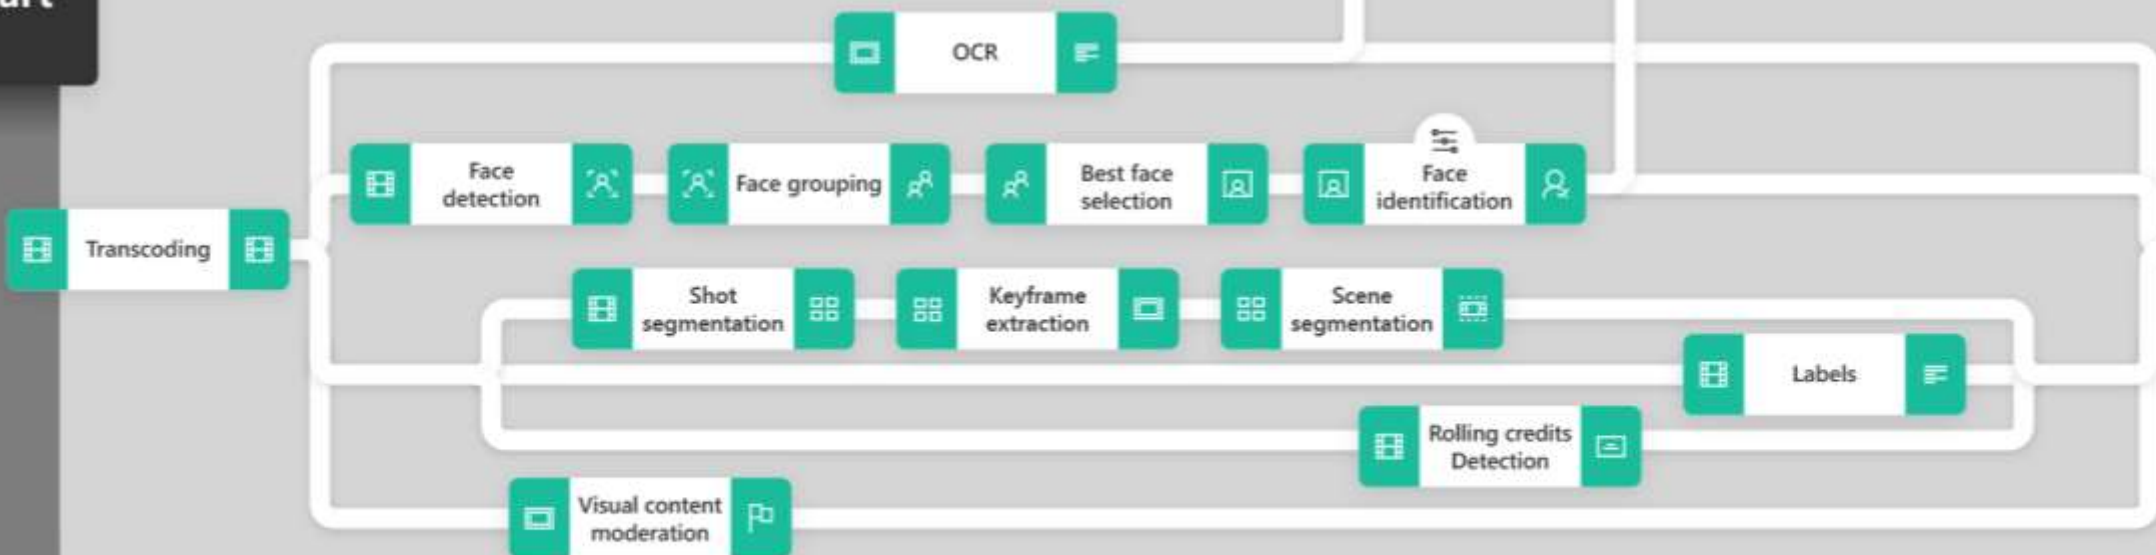 OCR
Face
detection
Face grouping
Best face
selection
Face
identification
Transcoding
Shot
segmentation
Keyframe
extraction
Scene
segmentation
Labels
Rolling credits
Detection
Visual content
moderation